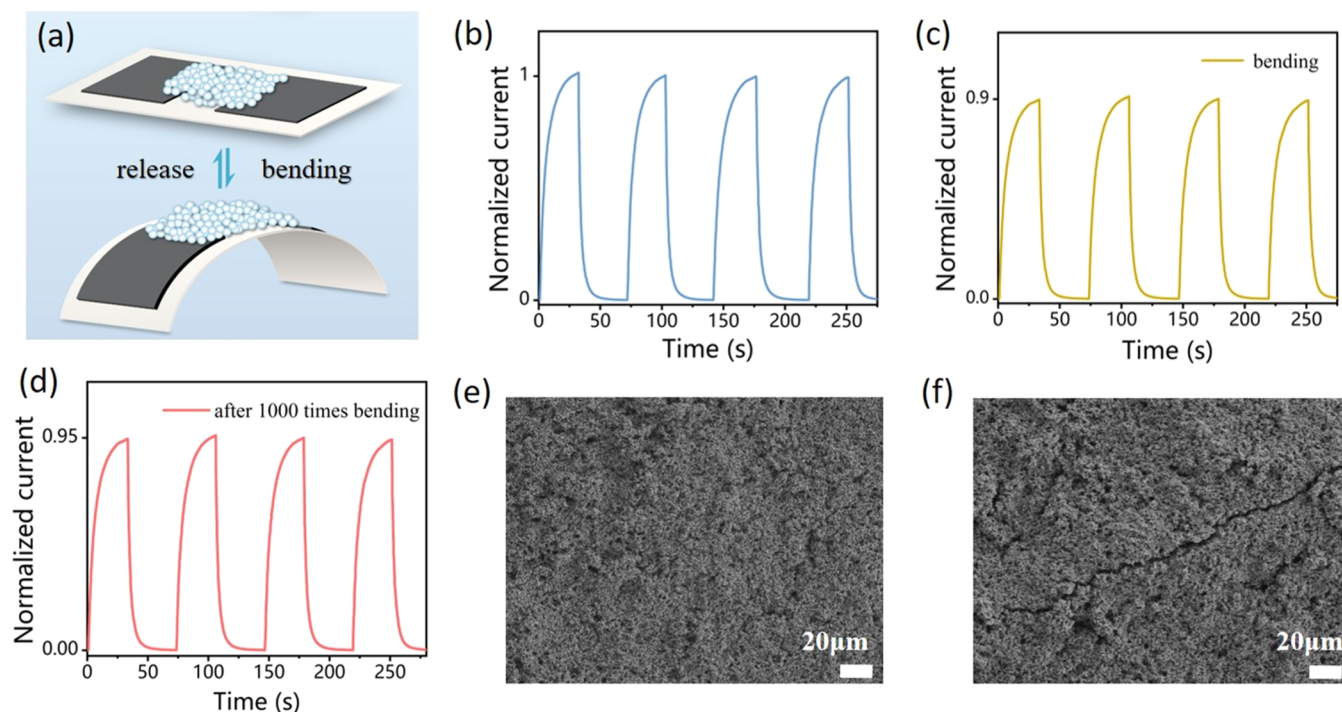 (a)
release
bending
(b)
Normalized current
1
0
0 50 100 150 200 250
Time (s)
(c)
Normalized current
bending
0.9
0.0
0 50 100 150 200 250
Time (s)
(d)
Normalized current
after 1000 times bending
0.95
0.00
0 50 100 150 200 250
Time (s)
(e)
20μm
(f)
20μm